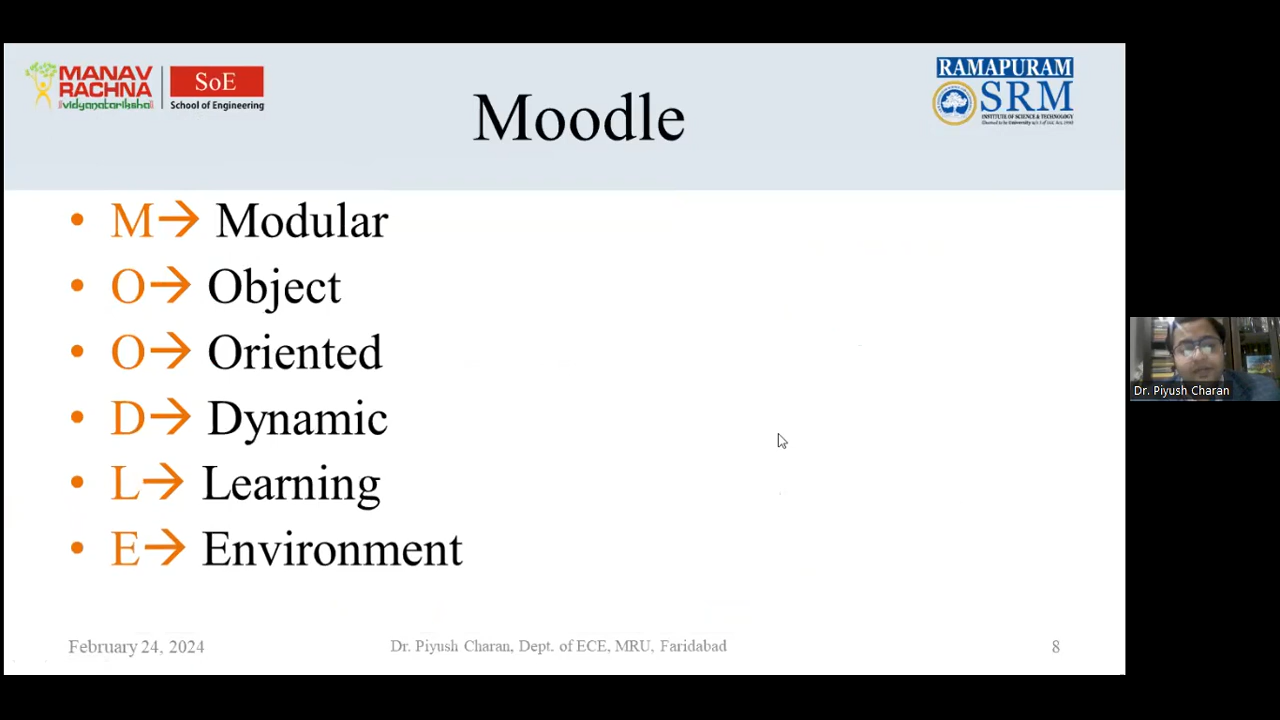 MANAV
RACHNA
vidyanatariksha
SoE
School of Engineering
Moodle
RAMAPURAM
SRM
INSTITUTE OF SCIENCE & TECHNOLOGY
• M→ Modular
• O→ Object
• O→ Oriented
• D→ Dynamic
• L→ Learning
• E→ Environment
Dr. Piyush Charan
February 24, 2024
Dr. Piyush Charan, Dept. of ECE, MRU, Faridabad
8